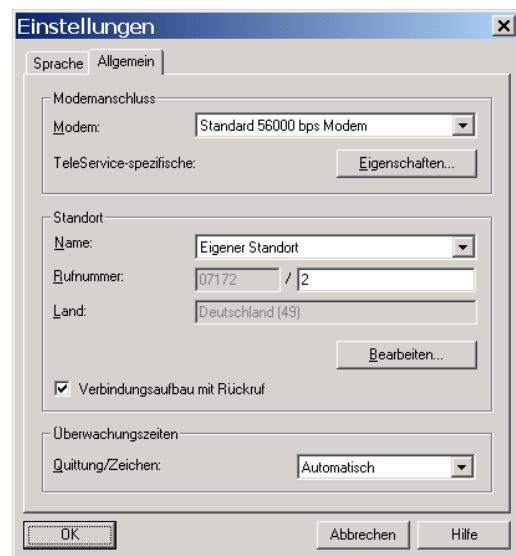 Einstellungen
Sprache Allgemein
Modemanschluss
Modem: Standard 56000 bps Modem
TeleService-spezifische: Eigenschaften...
Standort
Name: Eigener Standort
Rufnummer: 07172 / 2
Land: Deutschland (49)
Bearbeiten...
Verbindungsaufbau mit Rückruf
Überwachungszeiten
Quittung/Zeichen: Automatisch
OK Abbrechen Hilfe